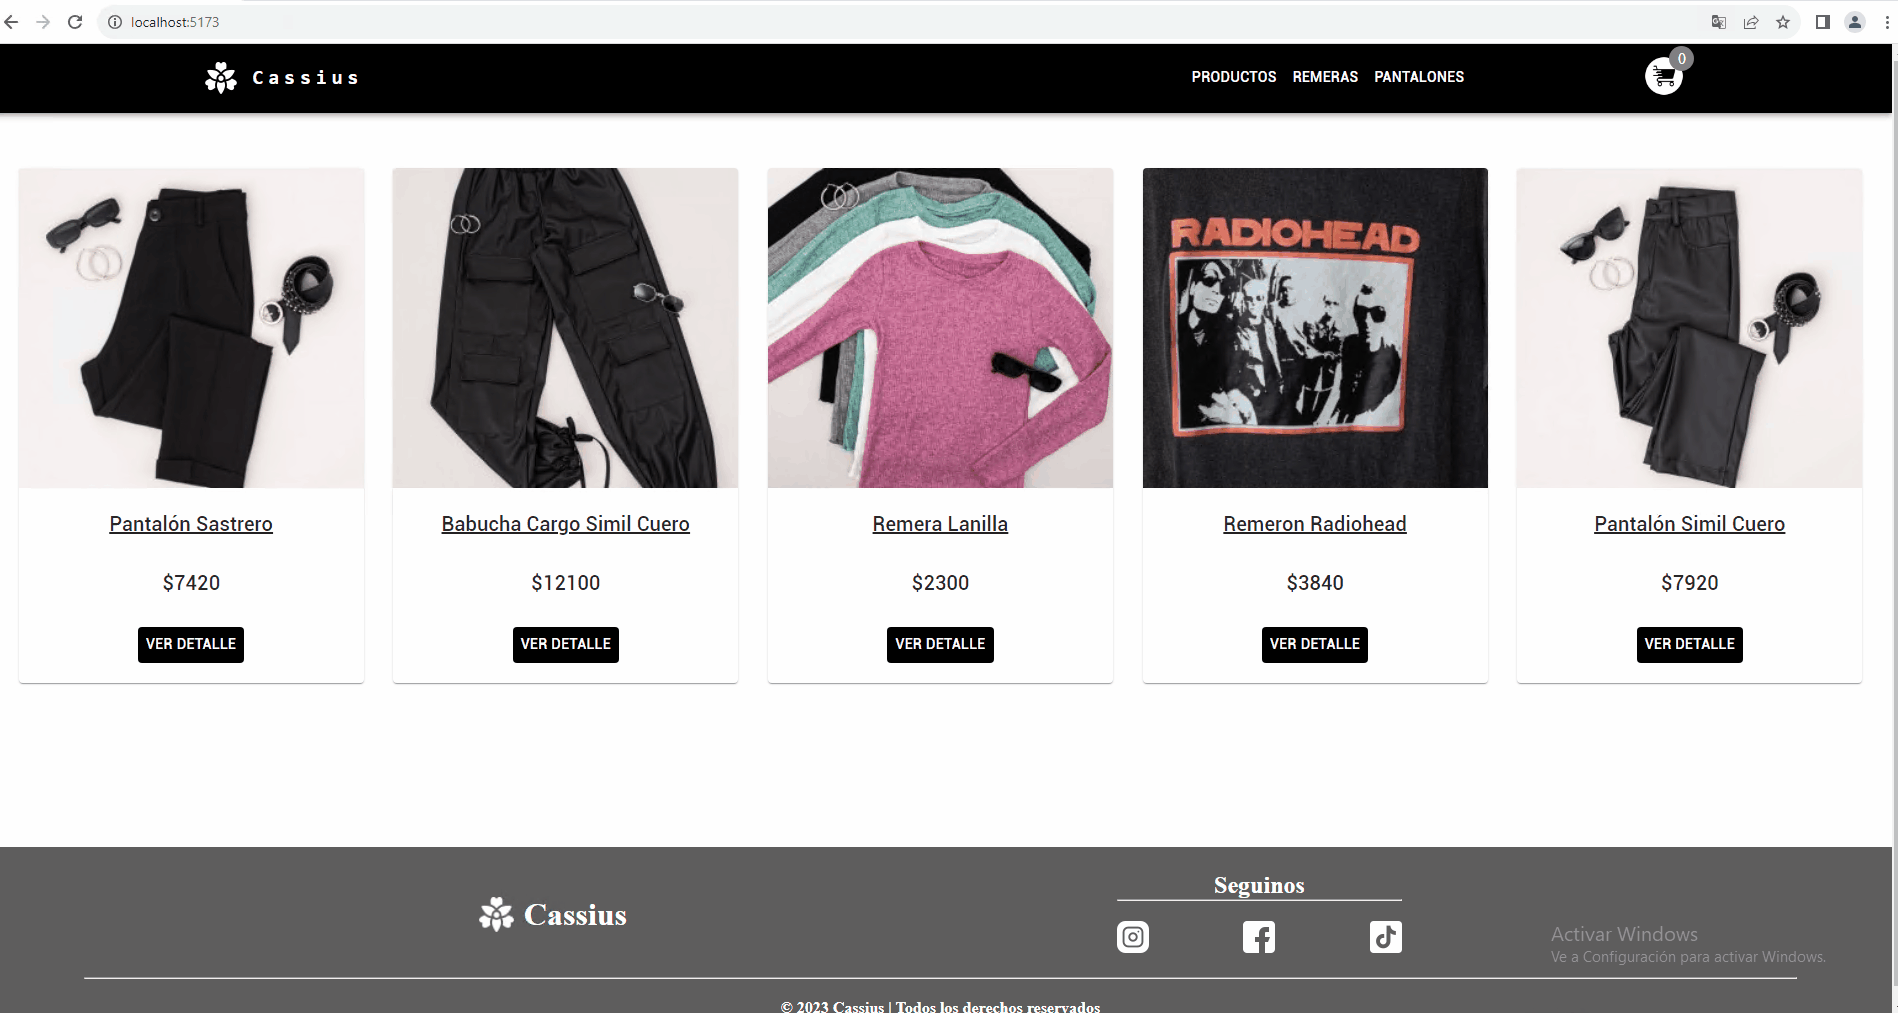 localhost:5173
Cassius
PRODUCTOS REMERAS PANTALONES
0
RADIOHEAD
Pantalón Sastrero
$7420
VER DETALLE
Babucha Cargo Simil Cuero
$12100
VER DETALLE
Remera Lanilla
$2300
VER DETALLE
Remeron Radiohead
$3840
VER DETALLE
Pantalón Simil Cuero
$7920
VER DETALLE
Cassius
Seguinos
Activar Windows
Ve a Configuración para activar Windows.
© 2023 Cassius | Todos los derechos reservados